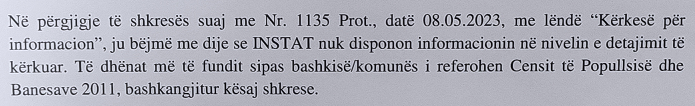 Në përgjigje të shkresës suaj me Nr. 1135 Prot., datë 08.05.2023, me lëndë “Kërkesë për
informacion”, ju bëjmë me dije se INSTAT nuk disponon informacionin në nivelin e detajimit të
kërkuar. Të dhënat më të fundit sipas bashkisë/komunës i referohen Censit të Popullsisë dhe
Banesave 2011, bashkangjitur kësaj shkrese.